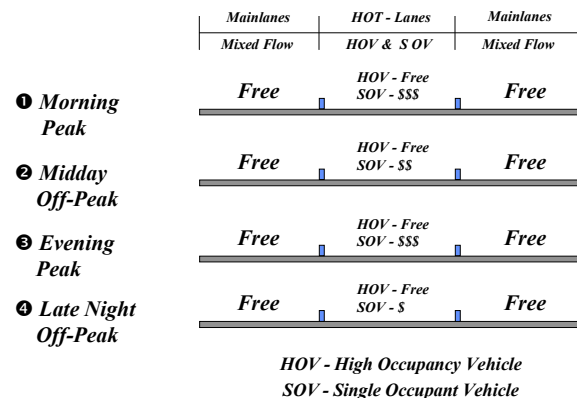 Mainlanes HOT - Lanes Mainlanes
Mixed Flow HOV & S OV Mixed Flow
❶ Morning Peak
Free
HOV - Free
SOV - $$$
Free
❷ Midday Off-Peak
Free
HOV - Free
SOV - $$
Free
❸ Evening Peak
Free
HOV - Free
SOV - $$$
Free
❹ Late Night Off-Peak
Free
HOV - Free
SOV - $
Free
HOV - High Occupancy Vehicle
SOV - Single Occupant Vehicle